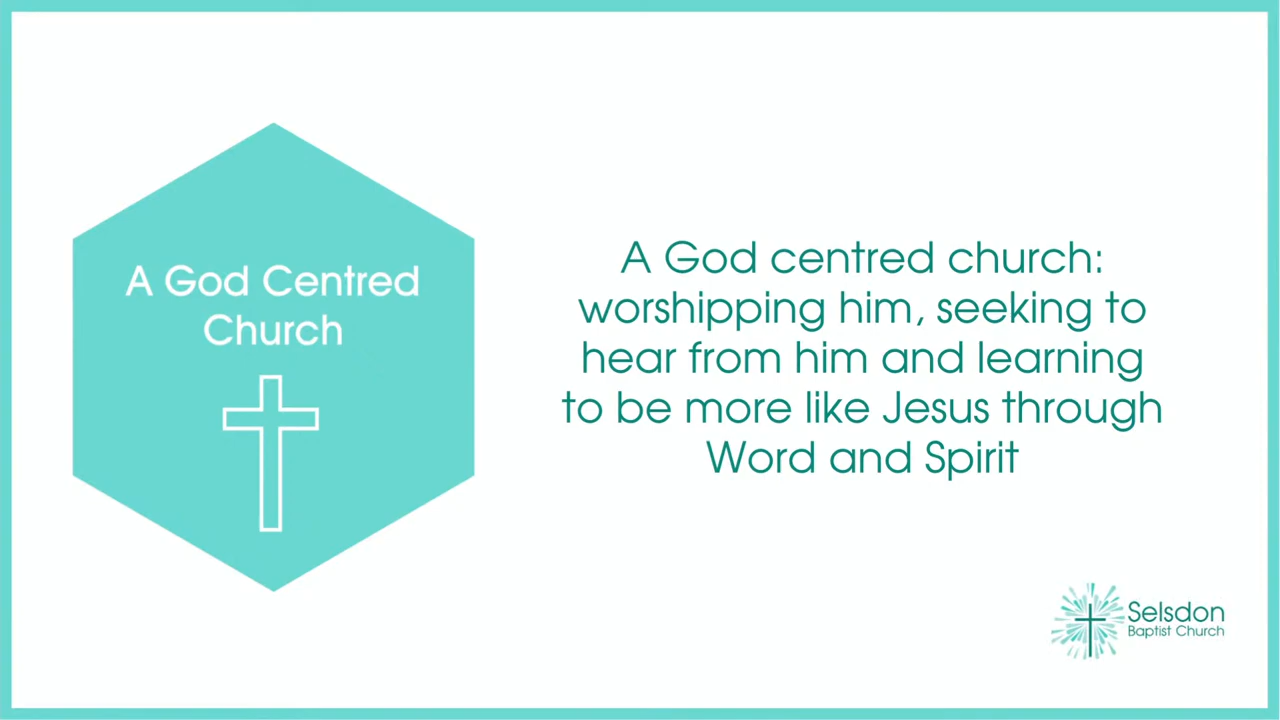 A God Centred
Church
A God centred church:
worshipping him, seeking to
hear from him and learning
to be more like Jesus through
Word and Spirit
Selsdon
Baptist Church